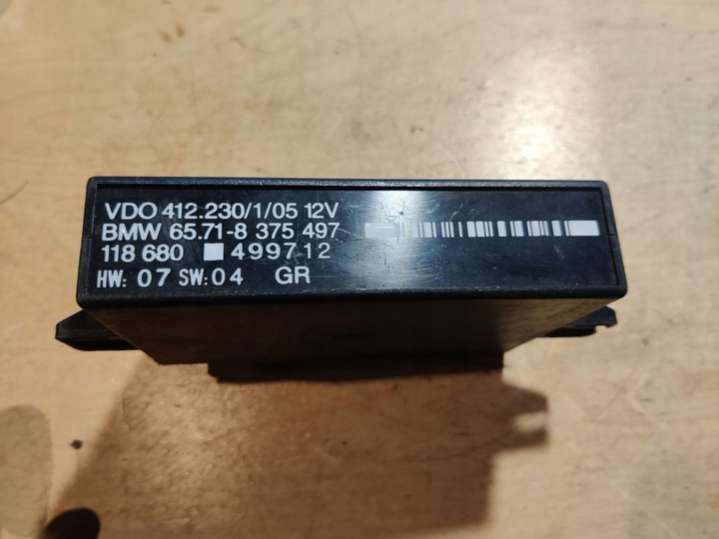 VDO 412.230/1/05 12V
BMW 65.71-8 375 497
118 680 499712
HW: 07 SW: 04 GR